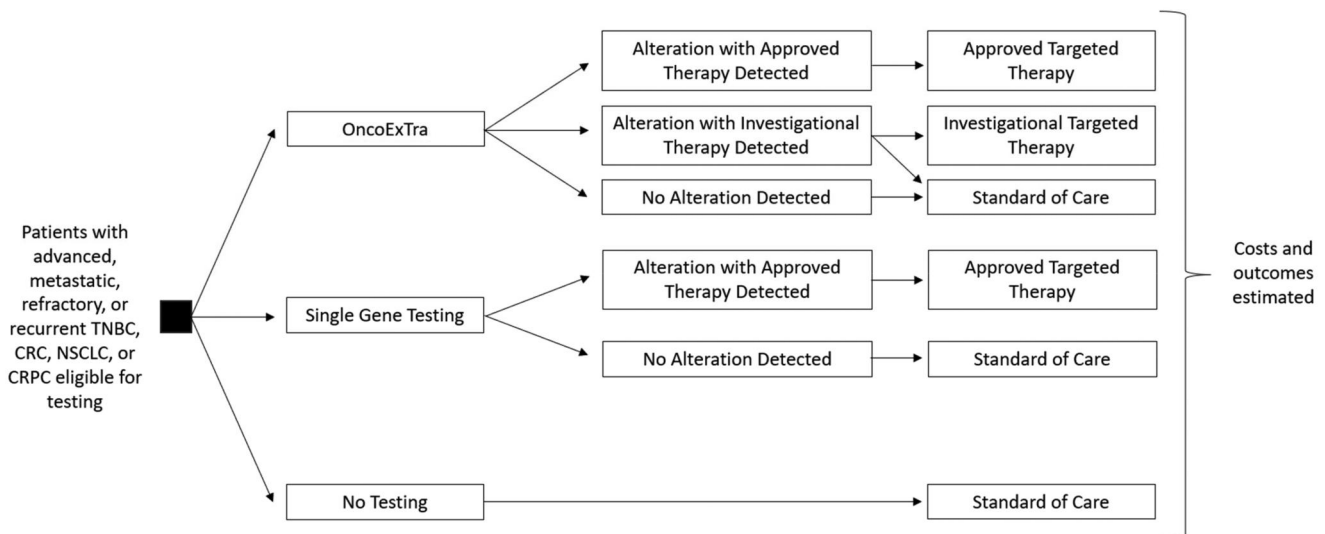 Patients with
advanced,
metastatic,
refractory, or
recurrent TNBC,
CRC, NSCLC, or
CRPC eligible for
testing
OncoExTra
Alteration with Approved
Therapy Detected
Approved Targeted
Therapy
Alteration with Investigational
Therapy Detected
Investigational Targeted
Therapy
No Alteration Detected
Standard of Care
Single Gene Testing
Alteration with Approved
Therapy Detected
Approved Targeted
Therapy
No Alteration Detected
Standard of Care
No Testing
Standard of Care
Costs and
outcomes
estimated